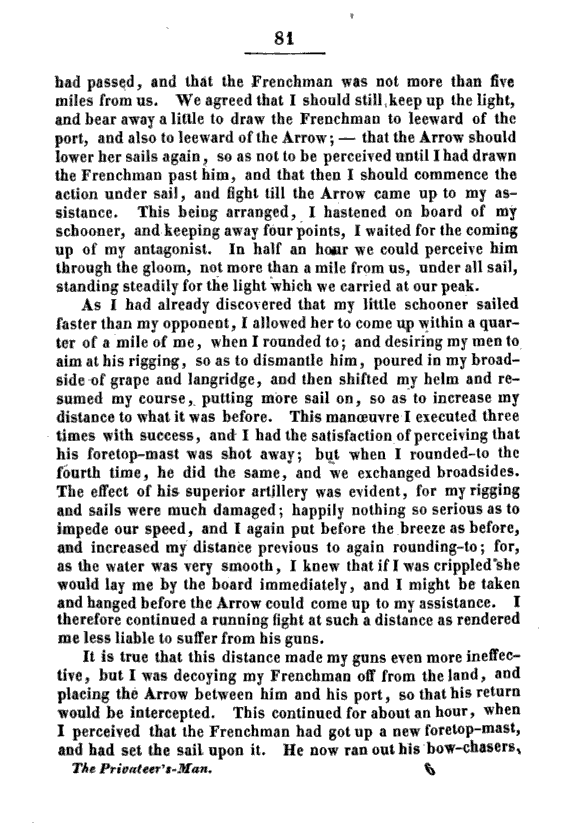 81
had passed, and that the Frenchman was not more than five
miles from us. We agreed that I should still keep up the light,
and bear away a little to draw the Frenchman to leeward of the
port, and also to leeward of the Arrow; — that the Arrow should
lower her sails again, so as not to be perceived until I had drawn
the Frenchman past him, and that then I should commence the
action under sail, and fight till the Arrow came up to my as-
sistance. This being arranged, I hastened on board of my
schooner, and keeping away four points, I waited for the coming
up of my antagonist. In half an hour we could perceive him
through the gloom, not more than a mile from us, under all sail,
standing steadily for the light which we carried at our peak.
As I had already discovered that my little schooner sailed
faster than my opponent, I allowed her to come up within a quar-
ter of a mile of me, when I rounded to; and desiring my men to
aim at his rigging, so as to dismantle him, poured in my broad-
side of grape and langridge, and then shifted my helm and re-
sumed my course, putting more sail on, so as to increase my
distance to what it was before. This manœuvre I executed three
times with success, and I had the satisfaction of perceiving that
his foretop-mast was shot away; but when I rounded-to the
fourth time, he did the same, and we exchanged broadsides.
The effect of his superior artillery was evident, for my rigging
and sails were much damaged; happily nothing so serious as to
impede our speed, and I again put before the breeze as before,
and increased my distance previous to again rounding-to; for,
as the water was very smooth, I knew that if I was crippled she
would lay me by the board immediately, and I might be taken
and hanged before the Arrow could come up to my assistance. I
therefore continued a running fight at such a distance as rendered
me less liable to suffer from his guns.
It is true that this distance made my guns even more ineffec-
tive, but I was decoying my Frenchman off from the land, and
placing the Arrow between him and his port, so that his return
would be intercepted. This continued for about an hour, when
I perceived that the Frenchman had got up a new foretop-mast,
and had set the sail upon it. He now ran out his bow-chasers,
The Privateer's-Man. 6